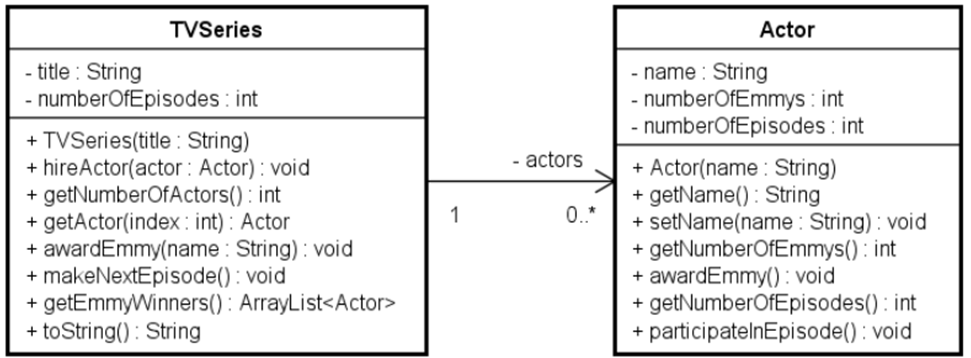 TVSeries
- title : String
- numberOfEpisodes : int
+ TVSeries(title : String)
+ hireActor(actor : Actor) : void
+ getNumberOfActors() : int
+ getActor(index : int) : Actor
+ awardEmmy(name : String) : void
+ makeNextEpisode() : void
+ getEmmyWinners() : ArrayList<Actor>
+ toString() : String
- actors
1
0..*
Actor
- name : String
- numberOfEmmys : int
- numberOfEpisodes : int
+ Actor(name : String)
+ getName() : String
+ setName(name : String) : void
+ getNumberOfEmmys() : int
+ awardEmmy() : void
+ getNumberOfEpisodes() : int
+ participateInEpisode() : void